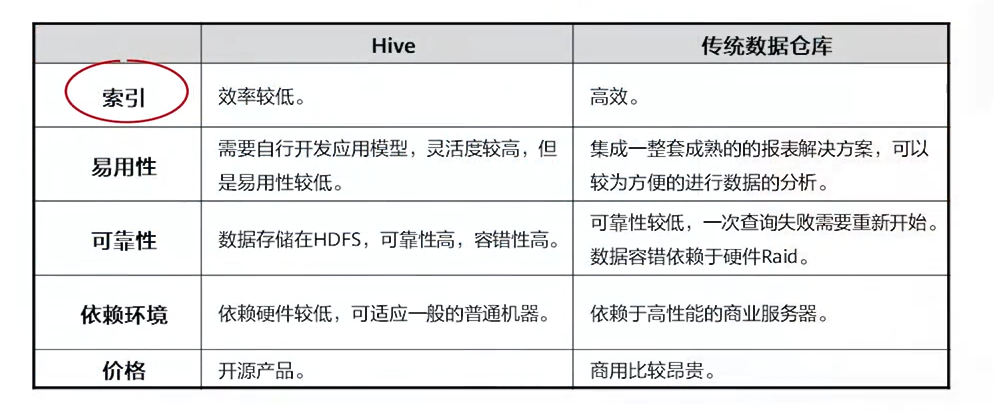 Hive
传统数据仓库
索引
效率较低。
高效。
易用性
需要自行开发应用模型，灵活度较高，但
是易用性较低。
集成一整套成熟的的报表解决方案，可以
较为方便的进行数据的分析。
可靠性
数据存储在HDFS，可靠性高，容错性高。
可靠性较低，一次查询失败需要重新开始。
数据容错依赖于硬件Raid。
依赖环境
依赖硬件较低，可适应一般的普通机器。
依赖于高性能的商业服务器。
价格
开源产品。
商用比较昂贵。